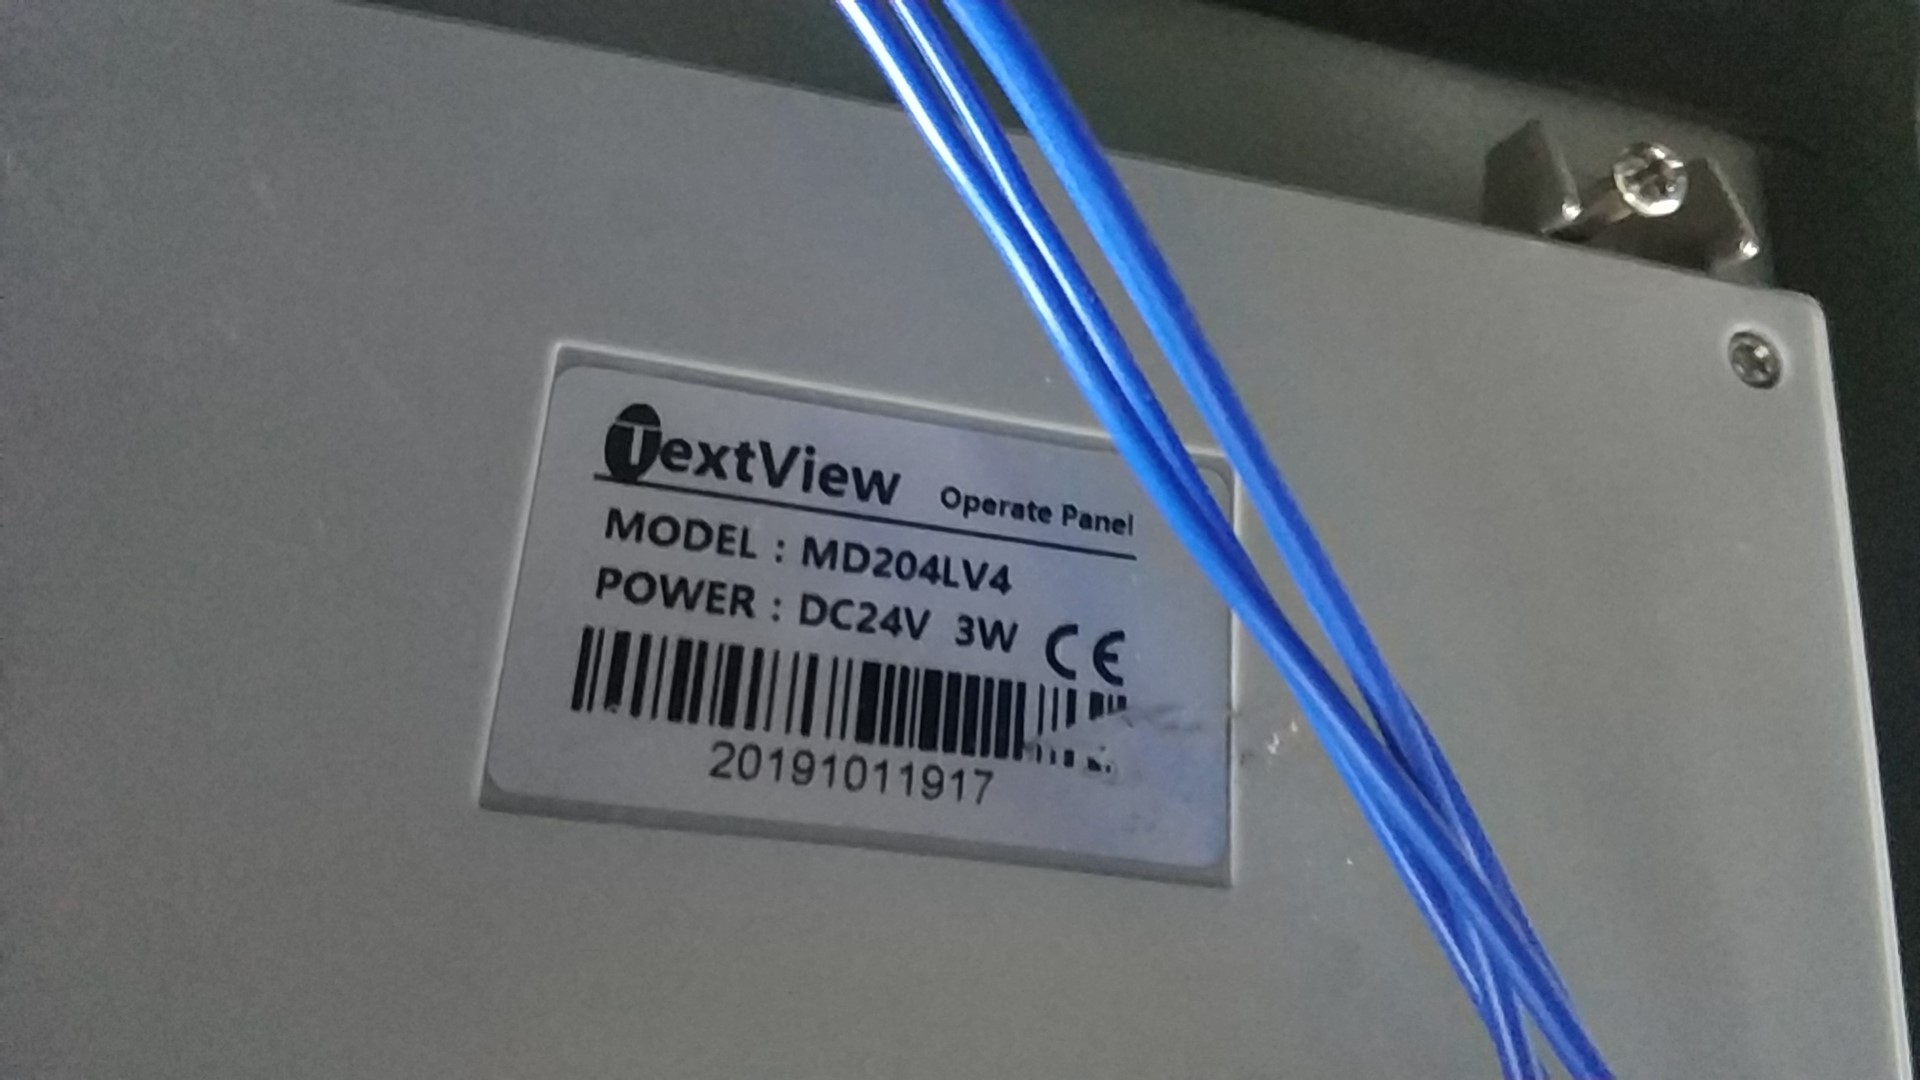 TextView Operate Panel
MODEL : MD204LV4
POWER : DC24V 3W CE
20191011917